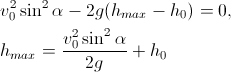 v_0^2 \sin^2 \alpha - 2g(h_{max} - h_0) = 0,
h_{max} = \frac{v_0^2 \sin^2 \alpha}{2g} + h_0